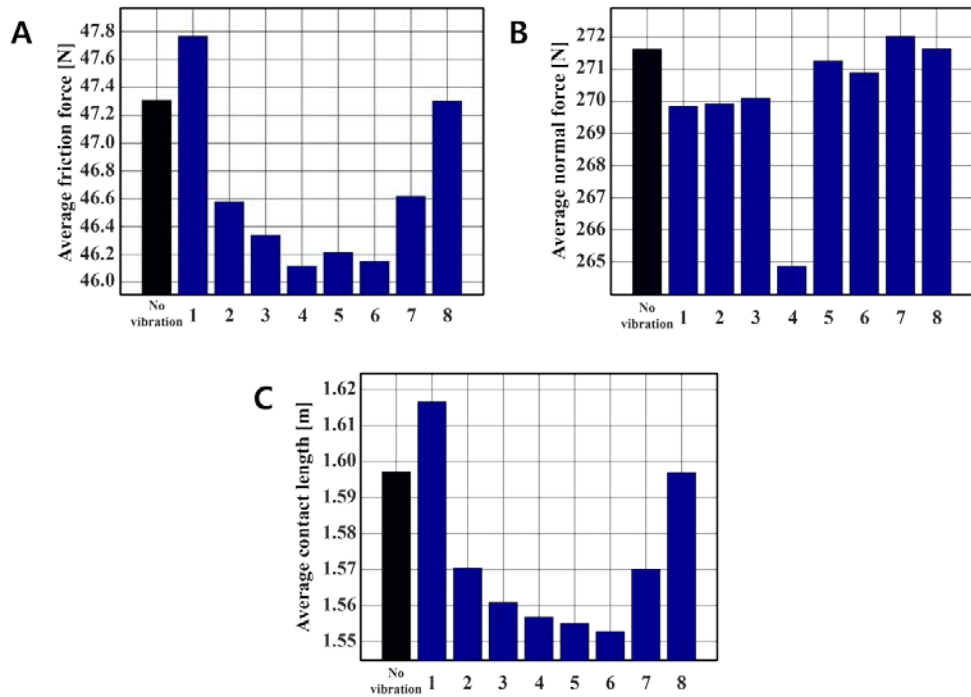 A
Average friction force [N]
47.8
47.6
47.4
47.2
47.0
46.8
46.6
46.4
46.2
46.0
No
vibration 1 2 3 4 5 6 7 8
B
Average normal force [N]
272
271
270
269
268
267
266
265
No
vibration 1 2 3 4 5 6 7 8
C
Average contact length [m]
1.62
1.61
1.60
1.59
1.58
1.57
1.56
1.55
No
vibration 1 2 3 4 5 6 7 8